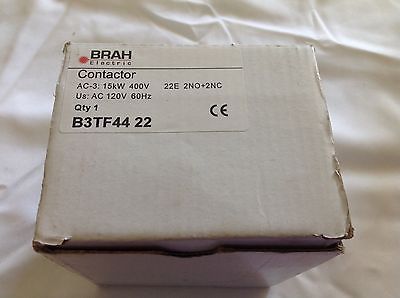 BRAH
Electric
Contactor
AC-3: 15kW 400V 22E 2NO+2NC
Us: AC 120V 60Hz
Qty 1
CE
B3TF44 22